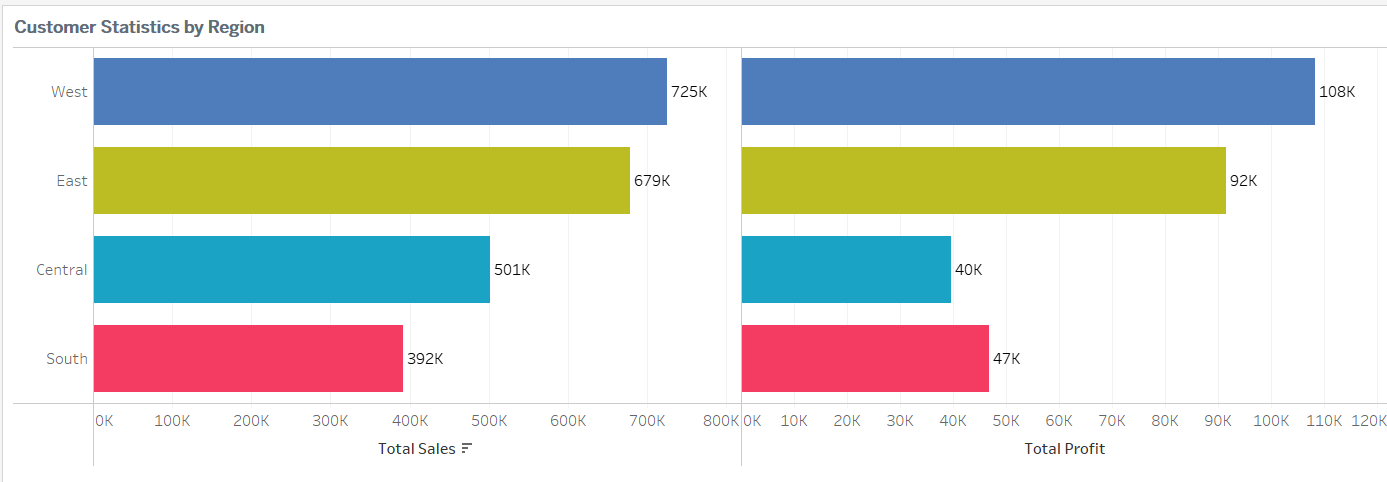 Customer Statistics by Region
West 725K 108K
East 679K 92K
Central 501K 40K
South 392K 47K
0K 100K 200K 300K 400K 500K 600K 700K 800K 0K 10K 20K 30K 40K 50K 60K 70K 80K 90K 100K 110K 120K
Total Sales Total Profit